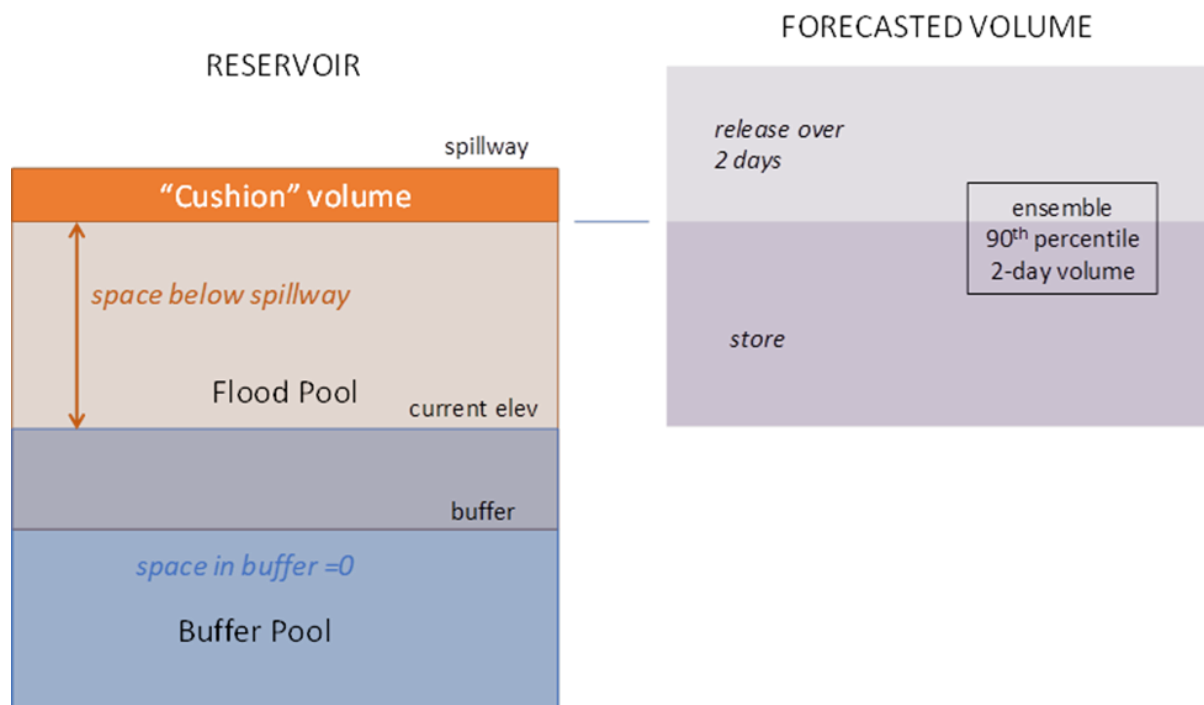 FORECASTED VOLUME
RESERVOIR
spillway
“Cushion” volume
space below spillway
Flood Pool
current elev
buffer
space in buffer =0
Buffer Pool
release over
2 days
ensemble
90th percentile
2-day volume
store